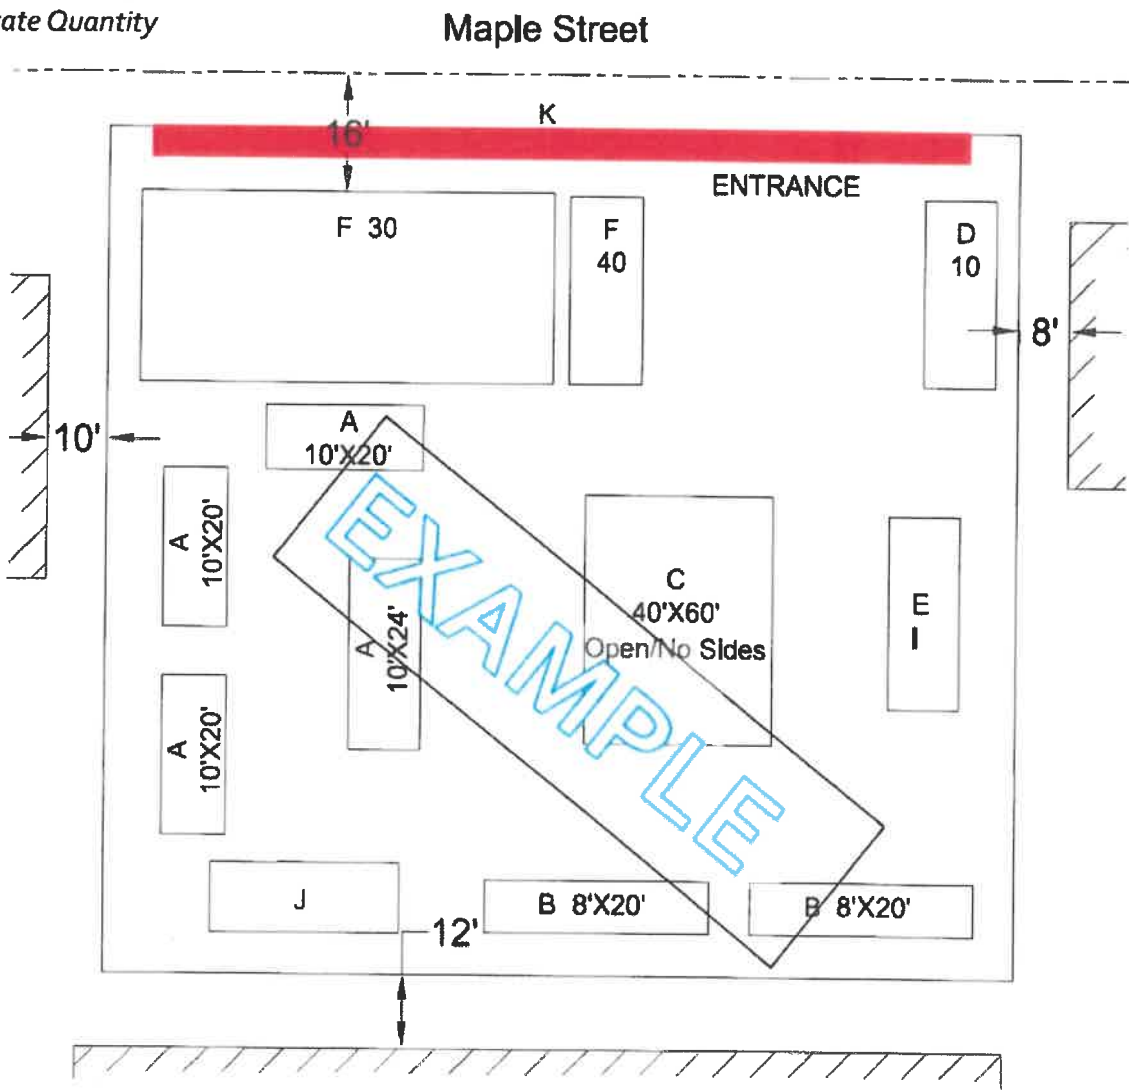 ate Quantity
Maple Street
K
16'
ENTRANCE
F 30
F
40
D
10
8'
10'
A
10'X20'
A
10'X20'
EXAMPLE
A
10'X24'
C
40'X60'
Open/No Sides
E
I
A
10'X20'
J
B 8'X20'
B 8'X20'
12'